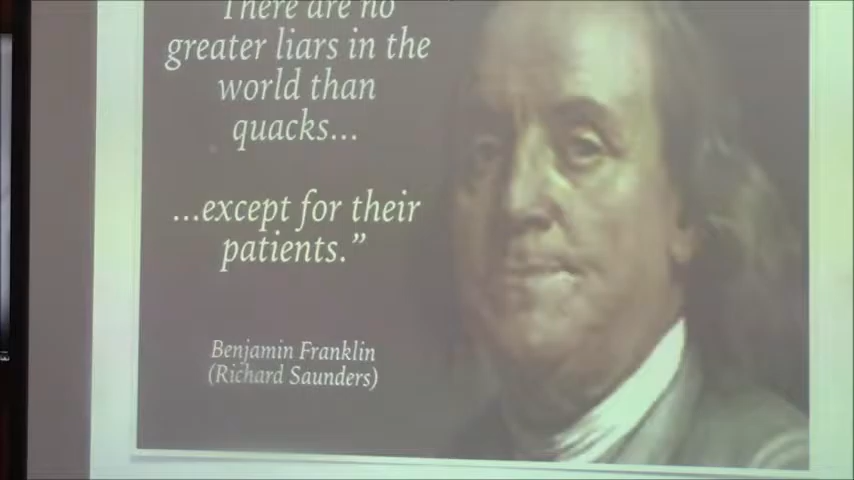 There are no
greater liars in the
world than
quacks...
...except for their
patients.”
Benjamin Franklin
(Richard Saunders)